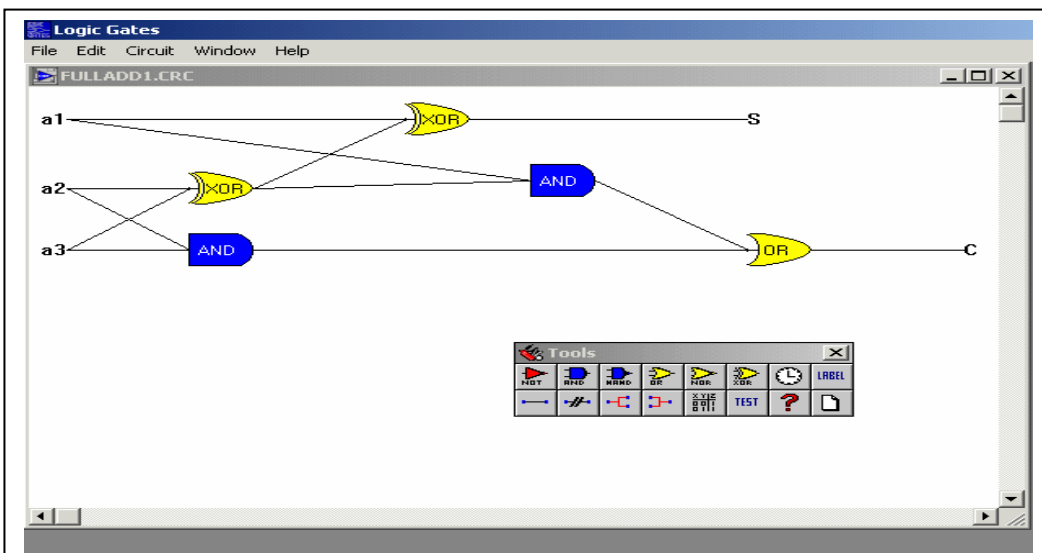 Logic Gates
File Edit Circuit Window Help
FULLADD1.CRC
a1 XOR S
AND
a2 XOR
a3 AND OR C
Tools
NOT AND NAND OR NOR XOR LABEL
X Y Z TEST ?